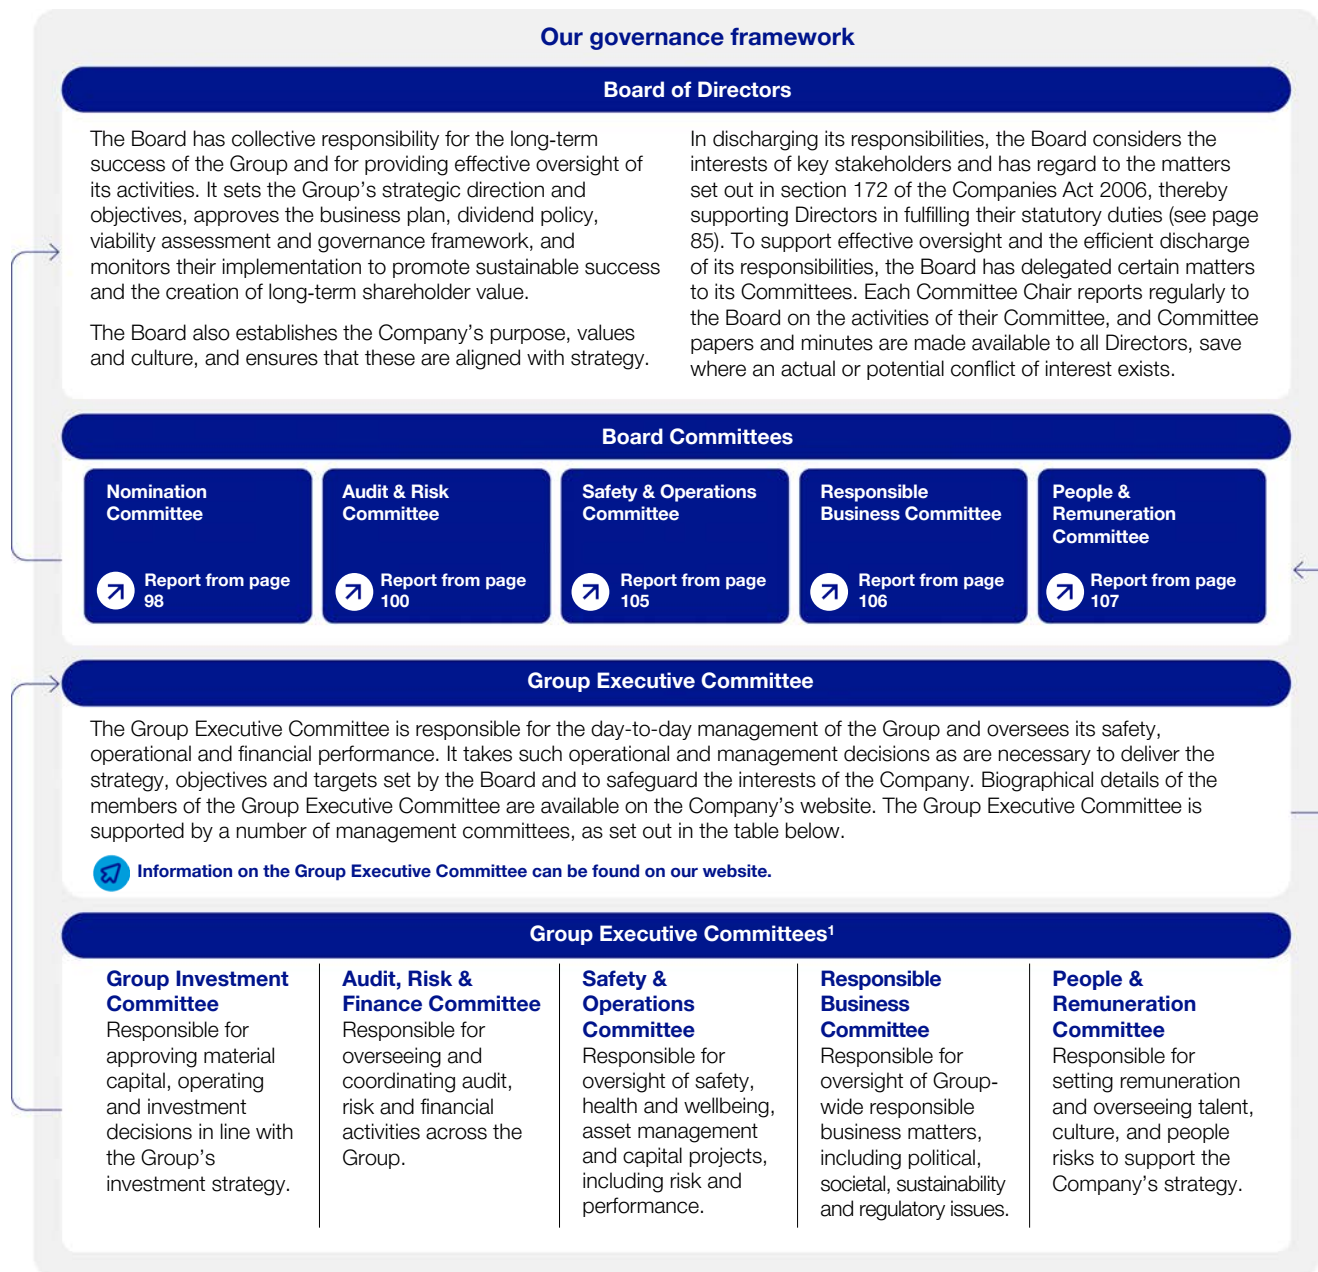 Our governance framework
Board of Directors
The Board has collective responsibility for the long-term
success of the Group and for providing effective oversight of
its activities. It sets the Group's strategic direction and
objectives, approves the business plan, dividend policy,
viability assessment and governance framework, and
monitors their implementation to promote sustainable success
and the creation of long-term shareholder value.
The Board also establishes the Company's purpose, values
and culture, and ensures that these are aligned with strategy.
In discharging its responsibilities, the Board considers the
interests of key stakeholders and has regard to the matters
set out in section 172 of the Companies Act 2006, thereby
supporting Directors in fulfilling their statutory duties (see page
85). To support effective oversight and the efficient discharge
of its responsibilities, the Board has delegated certain matters
to its Committees. Each Committee Chair reports regularly to
the Board on the activities of their Committee, and Committee
papers and minutes are made available to all Directors, save
where an actual or potential conflict of interest exists.
Board Committees
Nomination
Committee
Report from page
98
Audit & Risk
Committee
Report from page
100
Safety & Operations
Committee
Report from page
105
Responsible
Business Committee
Report from page
106
People &
Remuneration
Committee
Report from page
107
Group Executive Committee
The Group Executive Committee is responsible for the day-to-day management of the Group and oversees its safety,
operational and financial performance. It takes such operational and management decisions as are necessary to deliver the
strategy, objectives and targets set by the Board and to safeguard the interests of the Company. Biographical details of the
members of the Group Executive Committee are available on the Company's website. The Group Executive Committee is
supported by a number of management committees, as set out in the table below.
Information on the Group Executive Committee can be found on our website.
Group Executive Committees¹
Group Investment
Committee
Responsible for
approving material
capital, operating
and investment
decisions in line with
the Group's
investment strategy.
Audit, Risk &
Finance Committee
Responsible for
overseeing and
coordinating audit,
risk and financial
activities across the
Group.
Safety &
Operations
Committee
Responsible for
oversight of safety,
health and wellbeing,
asset management
and capital projects,
including risk and
performance.
Responsible
Business
Committee
Responsible for
oversight of Group-
wide responsible
business matters,
including political,
societal, sustainability
and regulatory issues.
People &
Remuneration
Committee
Responsible for
setting remuneration
and overseeing talent,
culture, and people
risks to support the
Company's strategy.